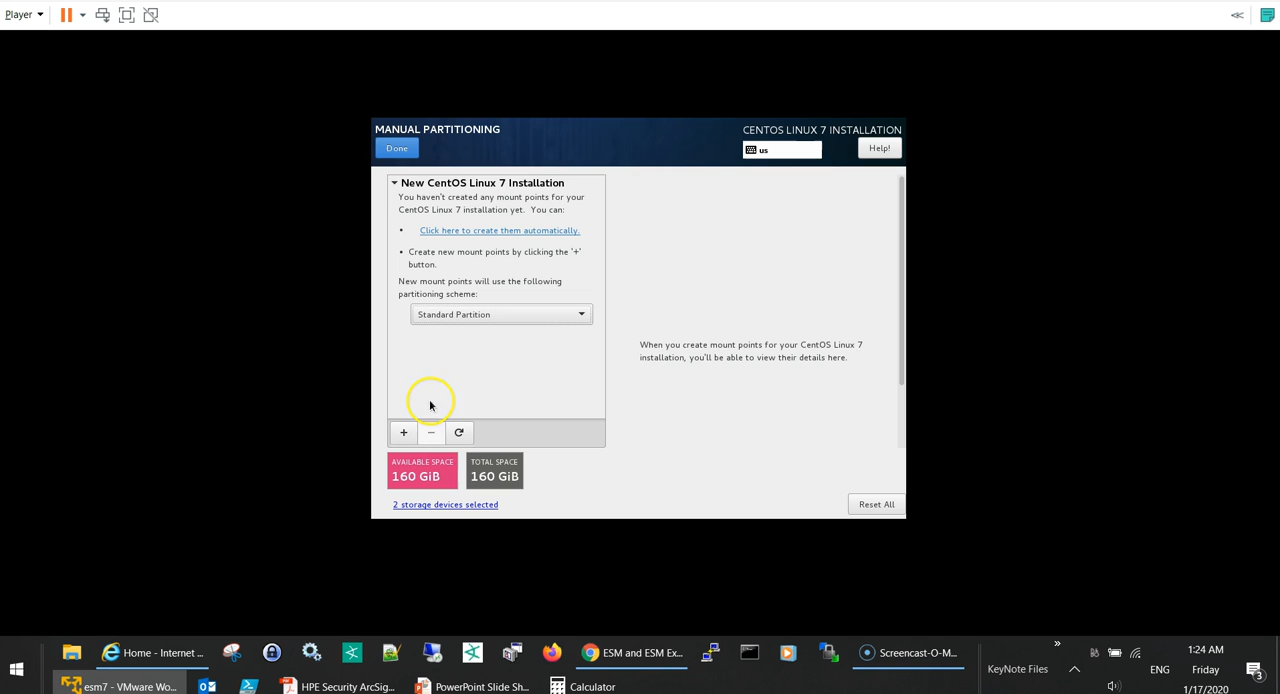 Player
MANUAL PARTITIONING
CENTOS LINUX 7 INSTALLATION
Done
us
Help!
New CentOS Linux 7 Installation
You haven't created any mount points for your
CentOS Linux 7 installation yet. You can:
• Click here to create them automatically.
• Create new mount points by clicking the '+'
button.
New mount points will use the following
partitioning scheme:
Standard Partition
When you create mount points for your CentOS Linux 7
installation, you'll be able to view their details here.
+ −
AVAILABLE SPACE
160 GiB
TOTAL SPACE
160 GiB
2 storage devices selected
Reset All
Home - Internet ...
ESM and ESM Ex...
Screencast-O-M...
KeyNote Files
ENG
1:24 AM
Friday
1/17/2020
3
esm7 - VMware Wo...
HPE Security ArcSig...
PowerPoint Slide Sh...
Calculator